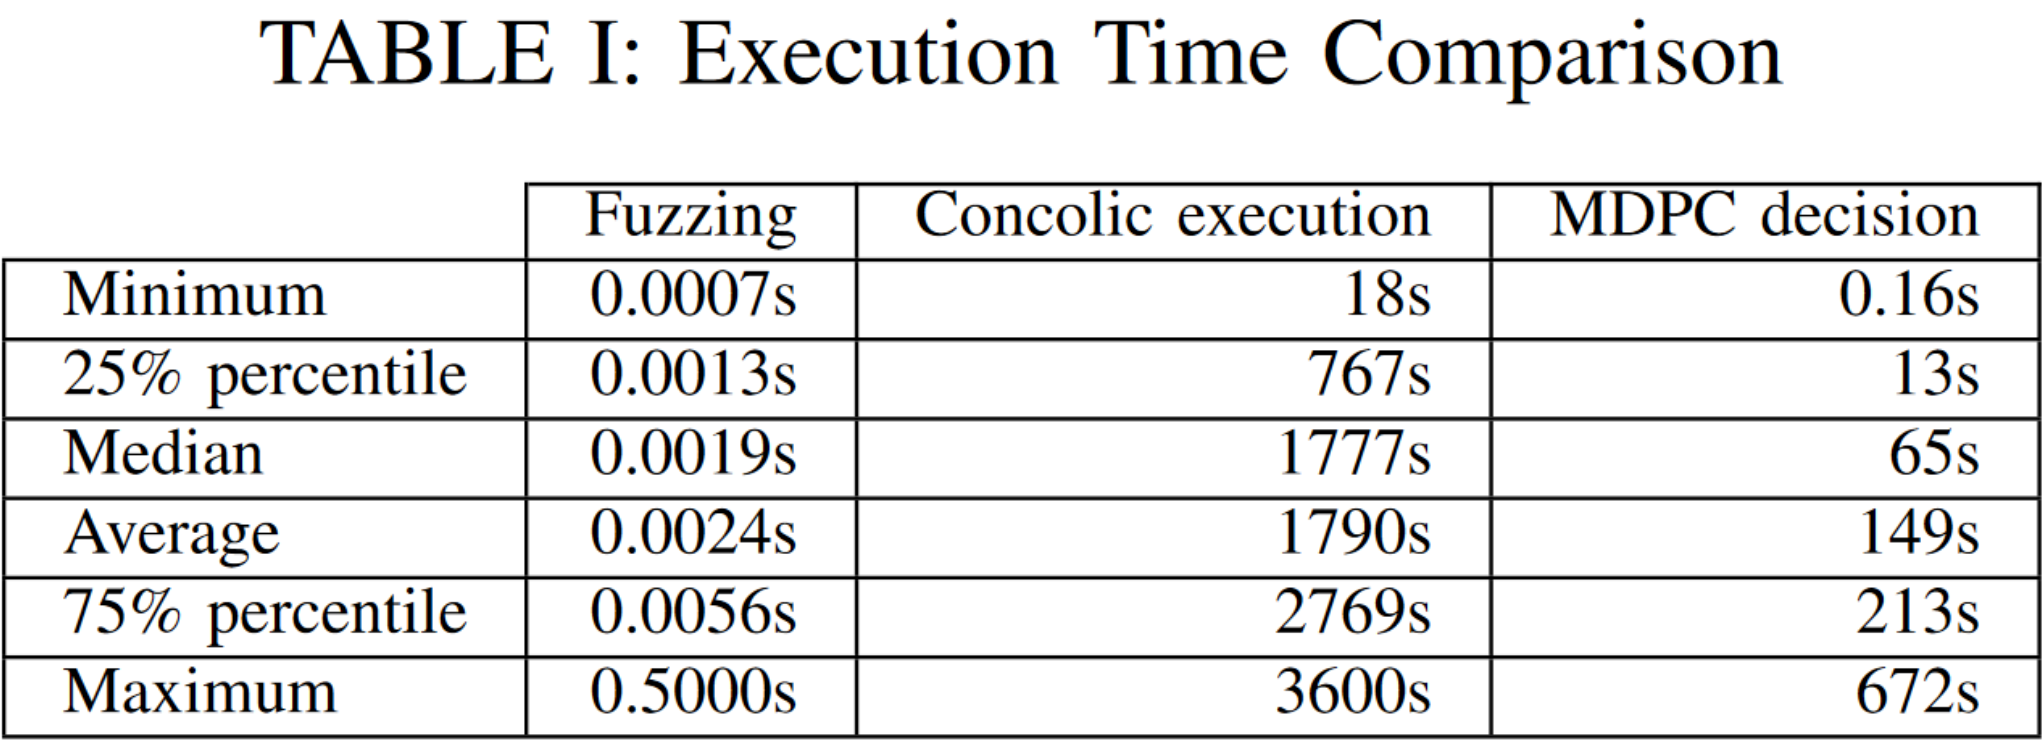 TABLE I: Execution Time Comparison
Fuzzing Concolic execution MDPC decision
Minimum 0.0007s 18s 0.16s
25% percentile 0.0013s 767s 13s
Median 0.0019s 1777s 65s
Average 0.0024s 1790s 149s
75% percentile 0.0056s 2769s 213s
Maximum 0.5000s 3600s 672s